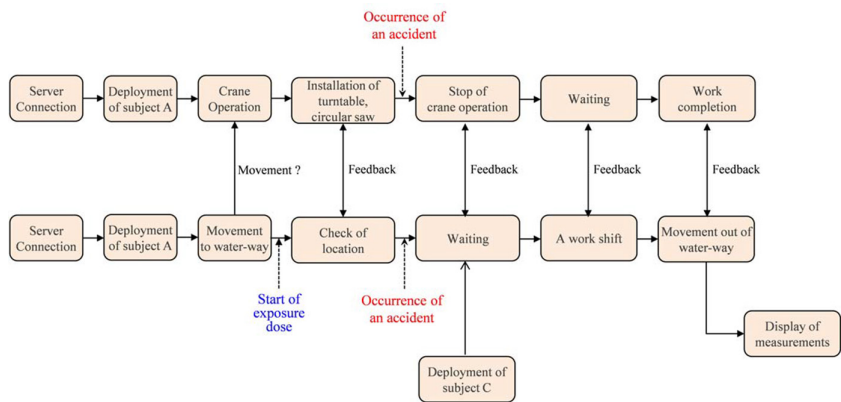 Occurrence of
an accident
Server
Connection
Deployment
of subject A
Crane
Operation
Installation of
turntable,
circular saw
Stop of
crane operation
Waiting
Work
completion
Movement ?
Feedback
Feedback
Feedback
Feedback
Server
Connection
Deployment
of subject A
Movement
to water-way
Check of
location
Waiting
A work shift
Movement out of
water-way
Start of
exposure
dose
Occurrence of
an accident
Display of
measurements
Deployment of
subject C